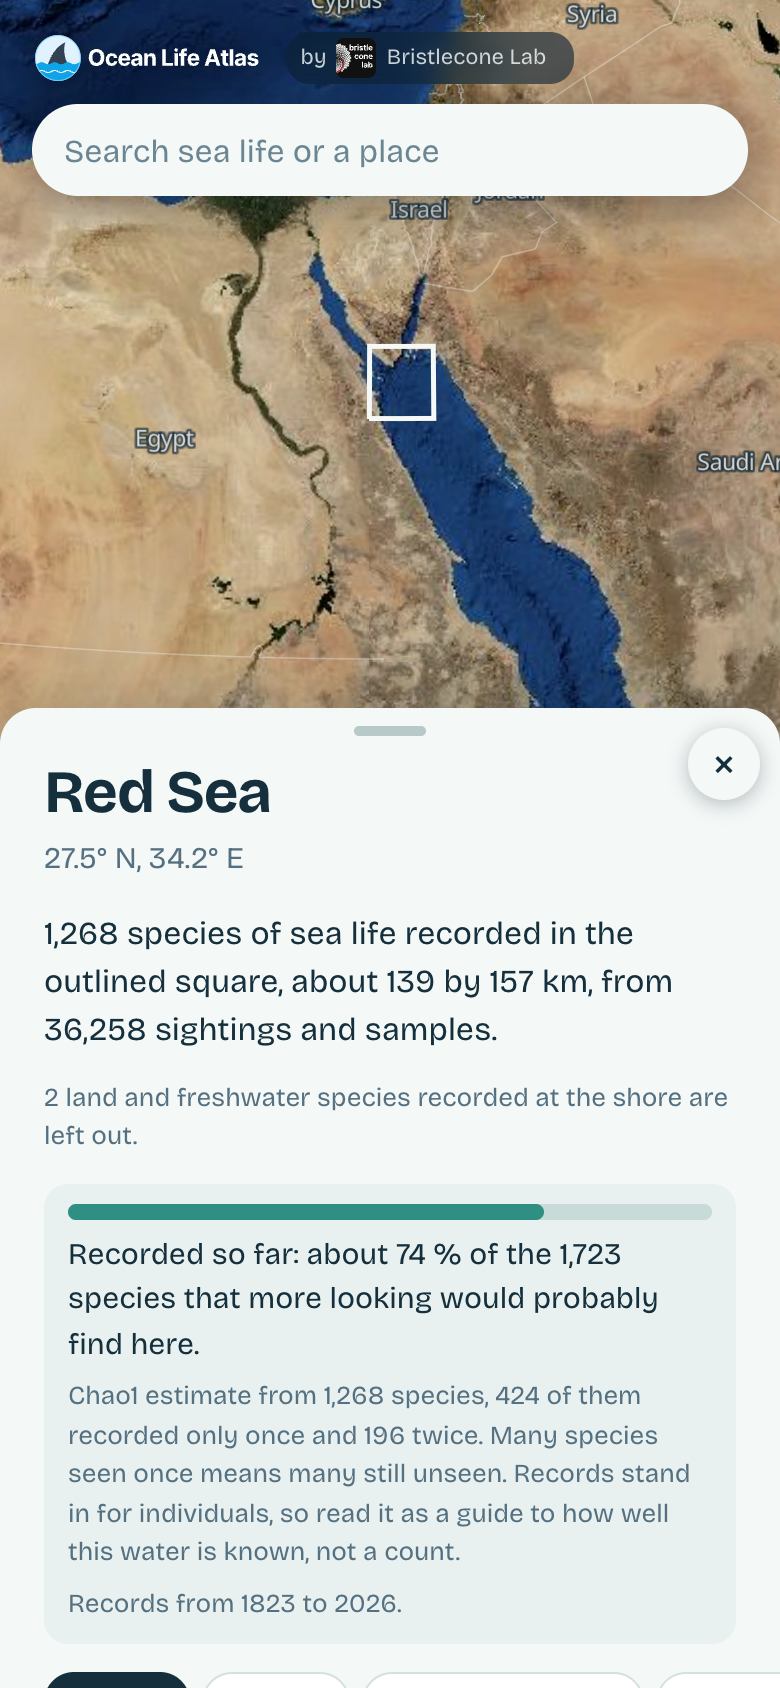 Cyprus
Syria
Ocean Life Atlas
by
bristle
cone
lab
Bristlecone Lab
Search sea life or a place
Israel
Jordan
Egypt
Saudi Ar
Red Sea
27.5° N, 34.2° E
1,268 species of sea life recorded in the
outlined square, about 139 by 157 km, from
36,258 sightings and samples.
2 land and freshwater species recorded at the shore are
left out.
Recorded so far: about 74 % of the 1,723
species that more looking would probably
find here.
Chao1 estimate from 1,268 species, 424 of them
recorded only once and 196 twice. Many species
seen once means many still unseen. Records stand
in for individuals, so read it as a guide to how well
this water is known, not a count.
Records from 1823 to 2026.